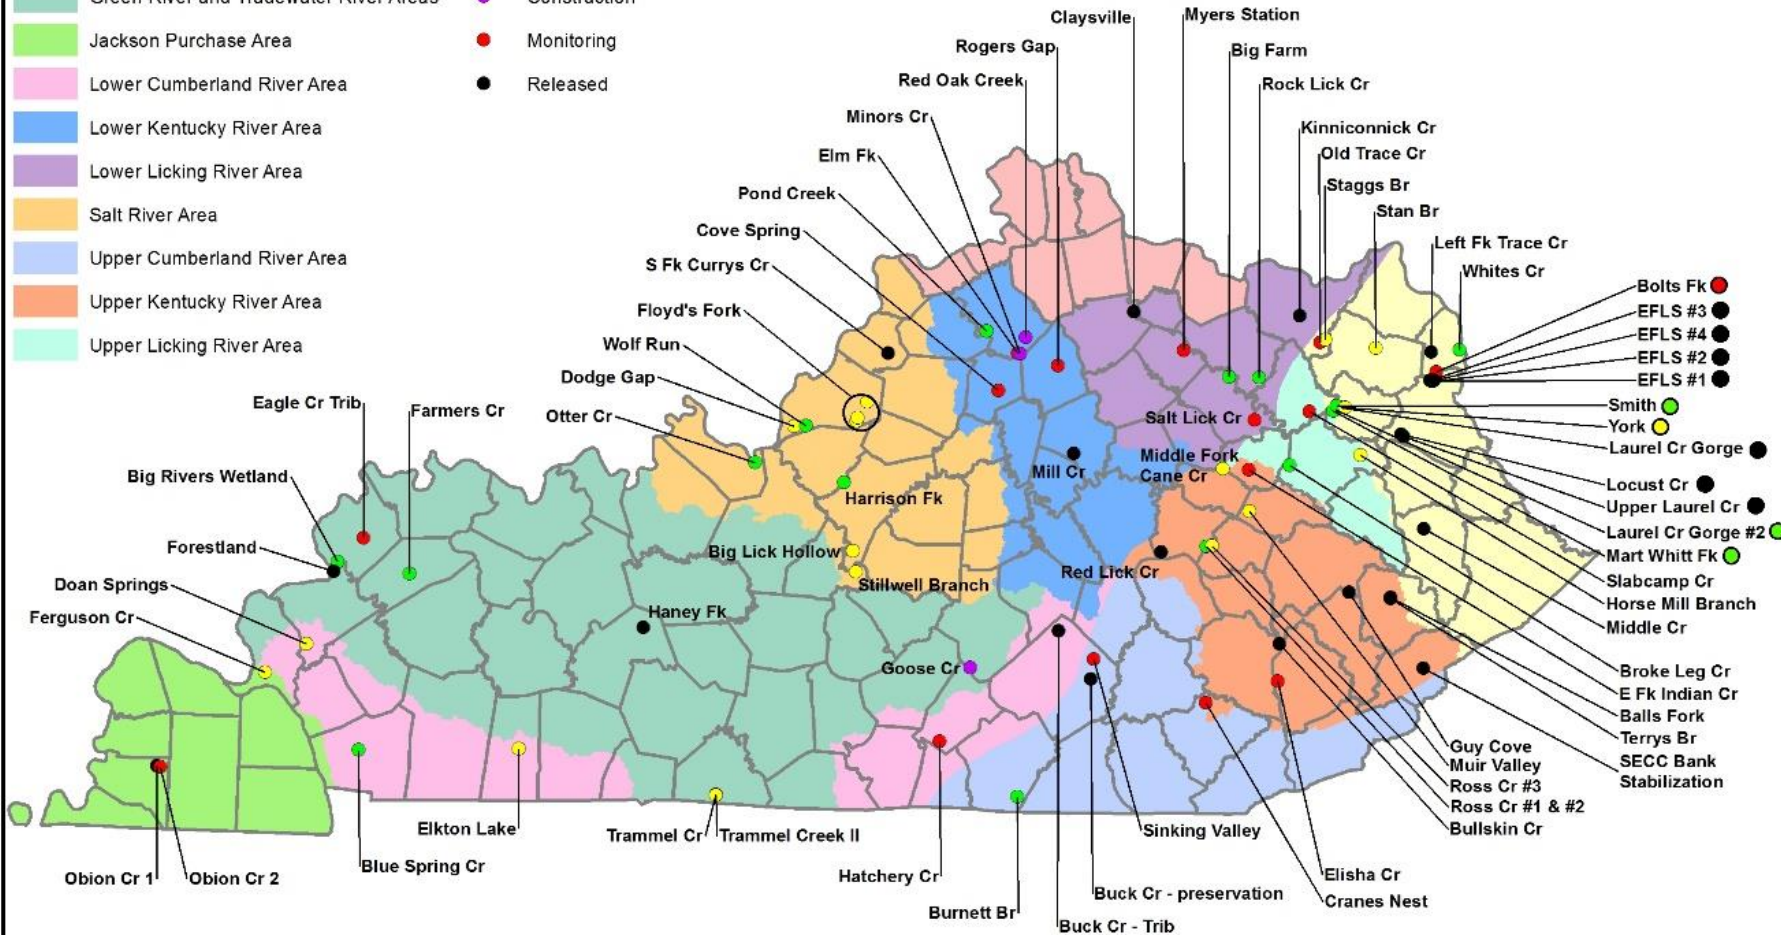 Green River and Tradewater River Areas
Construction
Jackson Purchase Area
Monitoring
Lower Cumberland River Area
Released
Lower Kentucky River Area
Lower Licking River Area
Salt River Area
Upper Cumberland River Area
Upper Kentucky River Area
Upper Licking River Area
Claysville
Myers Station
Rogers Gap
Big Farm
Red Oak Creek
Rock Lick Cr
Minors Cr
Kinniconnick Cr
Elm Fk
Old Trace Cr
Staggs Br
Pond Creek
Stan Br
Cove Spring
Left Fk Trace Cr
S Fk Currys Cr
Whites Cr
Bolts Fk
Floyd's Fork
EFLS #3
EFLS #4
Wolf Run
EFLS #2
Dodge Gap
EFLS #1
Eagle Cr Trib
Farmers Cr
Otter Cr
Smith
Salt Lick Cr
York
Laurel Cr Gorge
Middle Fork
Cane Cr
Mill Cr
Big Rivers Wetland
Locust Cr
Harrison Fk
Upper Laurel Cr
Laurel Cr Gorge #2
Forestland
Big Lick Hollow
Mart Whitt Fk
Red Lick Cr
Doan Springs
Stillwell Branch
Slabcamp Cr
Horse Mill Branch
Haney Fk
Ferguson Cr
Middle Cr
Goose Cr
Broke Leg Cr
E Fk Indian Cr
Balls Fork
Terrys Br
Guy Cove
SECC Bank
Stabilization
Muir Valley
Ross Cr #3
Ross Cr #1 & #2
Elkton Lake
Trammel Cr
Trammel Creek II
Sinking Valley
Bullskin Cr
Blue Spring Cr
Obion Cr 1
Obion Cr 2
Hatchery Cr
Elisha Cr
Buck Cr - preservation
Cranes Nest
Burnett Br
Buck Cr - Trib